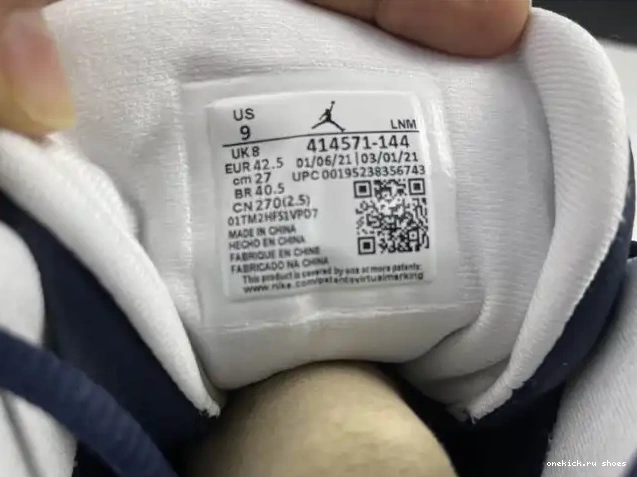 US
9
LNM
UK 8
414571-144
EUR 42.5
01/06/21 | 03/01/21
cm 27
UPC 00195238356743
BR 40.5
CN 270(2.5)
01TM2HFS1VPD7
MADE IN CHINA
HECHO EN CHINA
FABRIQUE EN CHINE
FABRICADO NA CHINA
This product is covered by one or more patents:
www.nike.com/patentsvirtualmarking
onekick.ru shoes